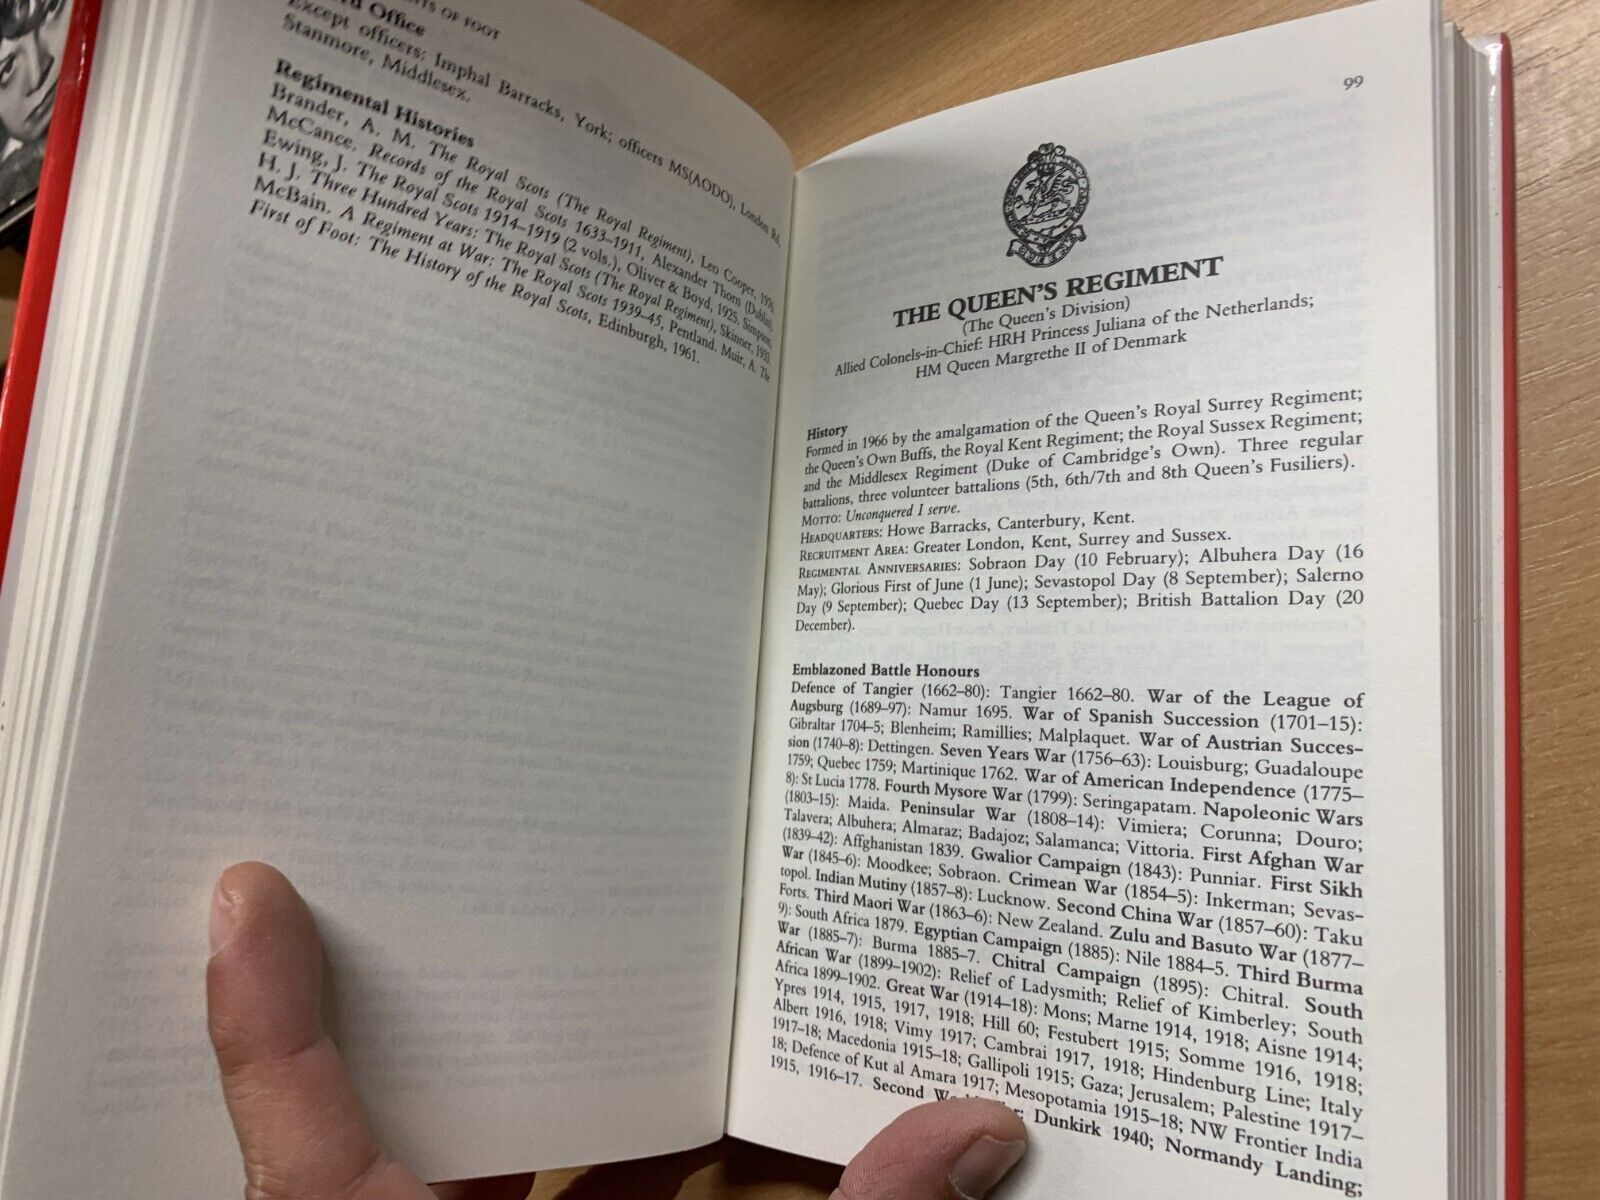 NTS OF FOOT
rd Office
Except officers: Imphal Barracks, York; officers MS(AODO), London Rd,
Stanmore, Middlesex.
Regimental Histories
Brander, A. M. The Royal Scots (The Royal Regiment), Leo Cooper, 1976.
McCance. Records of the Royal Scots 1633–1911, Alexander Thorn (Dublin).
Ewing, J. The Royal Scots 1914–1919 (2 vols.), Oliver & Boyd, 1925. Simpson,
H. J. Three Hundred Years: The Royal Scots (The Royal Regiment), Skinner, 1933.
McBain. A Regiment at War: The Royal Scots 1939–45, Pentland. Muir, A. The
First of Foot: The History of the Royal Scots, Edinburgh, 1961.
99
THE QUEEN'S REGIMENT
(The Queen's Division)
Allied Colonels-in-Chief: HRH Princess Juliana of the Netherlands;
HM Queen Margrethe II of Denmark
History
Formed in 1966 by the amalgamation of the Queen's Royal Surrey Regiment;
the Queen's Own Buffs, the Royal Kent Regiment; the Royal Sussex Regiment;
and the Middlesex Regiment (Duke of Cambridge's Own). Three regular
battalions, three volunteer battalions (5th, 6th/7th and 8th Queen's Fusiliers).
MOTTO: Unconquered I serve.
HEADQUARTERS: Howe Barracks, Canterbury, Kent.
RECRUITMENT AREA: Greater London, Kent, Surrey and Sussex.
REGIMENTAL ANNIVERSARIES: Sobraon Day (10 February); Albuhera Day (16
May); Glorious First of June (1 June); Sevastopol Day (8 September); Salerno
Day (9 September); Quebec Day (13 September); British Battalion Day (20
December).
Emblazoned Battle Honours
Defence of Tangier (1662–80): Tangier 1662–80. War of the League of
Augsburg (1689–97): Namur 1695. War of Spanish Succession (1701–15):
Gibraltar 1704–5; Blenheim; Ramillies; Malplaquet. War of Austrian Succes-
sion (1740–8): Dettingen. Seven Years War (1756–63): Louisburg; Guadaloupe
1759; Quebec 1759; Martinique 1762. War of American Independence (1775–
8): St Lucia 1778. Fourth Mysore War (1799): Seringapatam. Napoleonic Wars
(1803–15): Maida. Peninsular War (1808–14): Vimiera; Corunna; Douro;
Talavera; Albuhera; Almaraz; Badajoz; Salamanca; Vittoria. First Afghan War
(1839–42): Affghanistan 1839. Gwalior Campaign (1843): Punniar. First Sikh
War (1845–6): Moodkee; Sobraon. Crimean War (1854–5): Inkerman; Sevas-
topol. Indian Mutiny (1857–8): Lucknow. Second China War (1857–60): Taku
Forts. Third Maori War (1863–6): New Zealand. Zulu and Basuto War (1877–
9): South Africa 1879. Egyptian Campaign (1885): Nile 1884–5. Third Burma
War (1885–7): Burma 1885–7. Chitral Campaign (1895): Chitral. South
African War (1899–1902): Relief of Ladysmith; Relief of Kimberley; South
Africa 1899–1902. Great War (1914–18): Mons; Marne 1914, 1918; Aisne 1914;
Ypres 1914, 1915, 1917, 1918; Hill 60; Festubert 1915; Somme 1916, 1918;
Albert 1916, 1918; Vimy 1917; Cambrai 1917, 1918; Hindenburg Line; Italy
1917–18; Macedonia 1915–18; Gallipoli 1915; Gaza; Jerusalem; Palestine 1917–
18; Defence of Kut al Amara 1917; Mesopotamia 1915–18; NW Frontier India
1915, 1916–17. Second Wor: Dunkirk 1940; Normandy Landing;